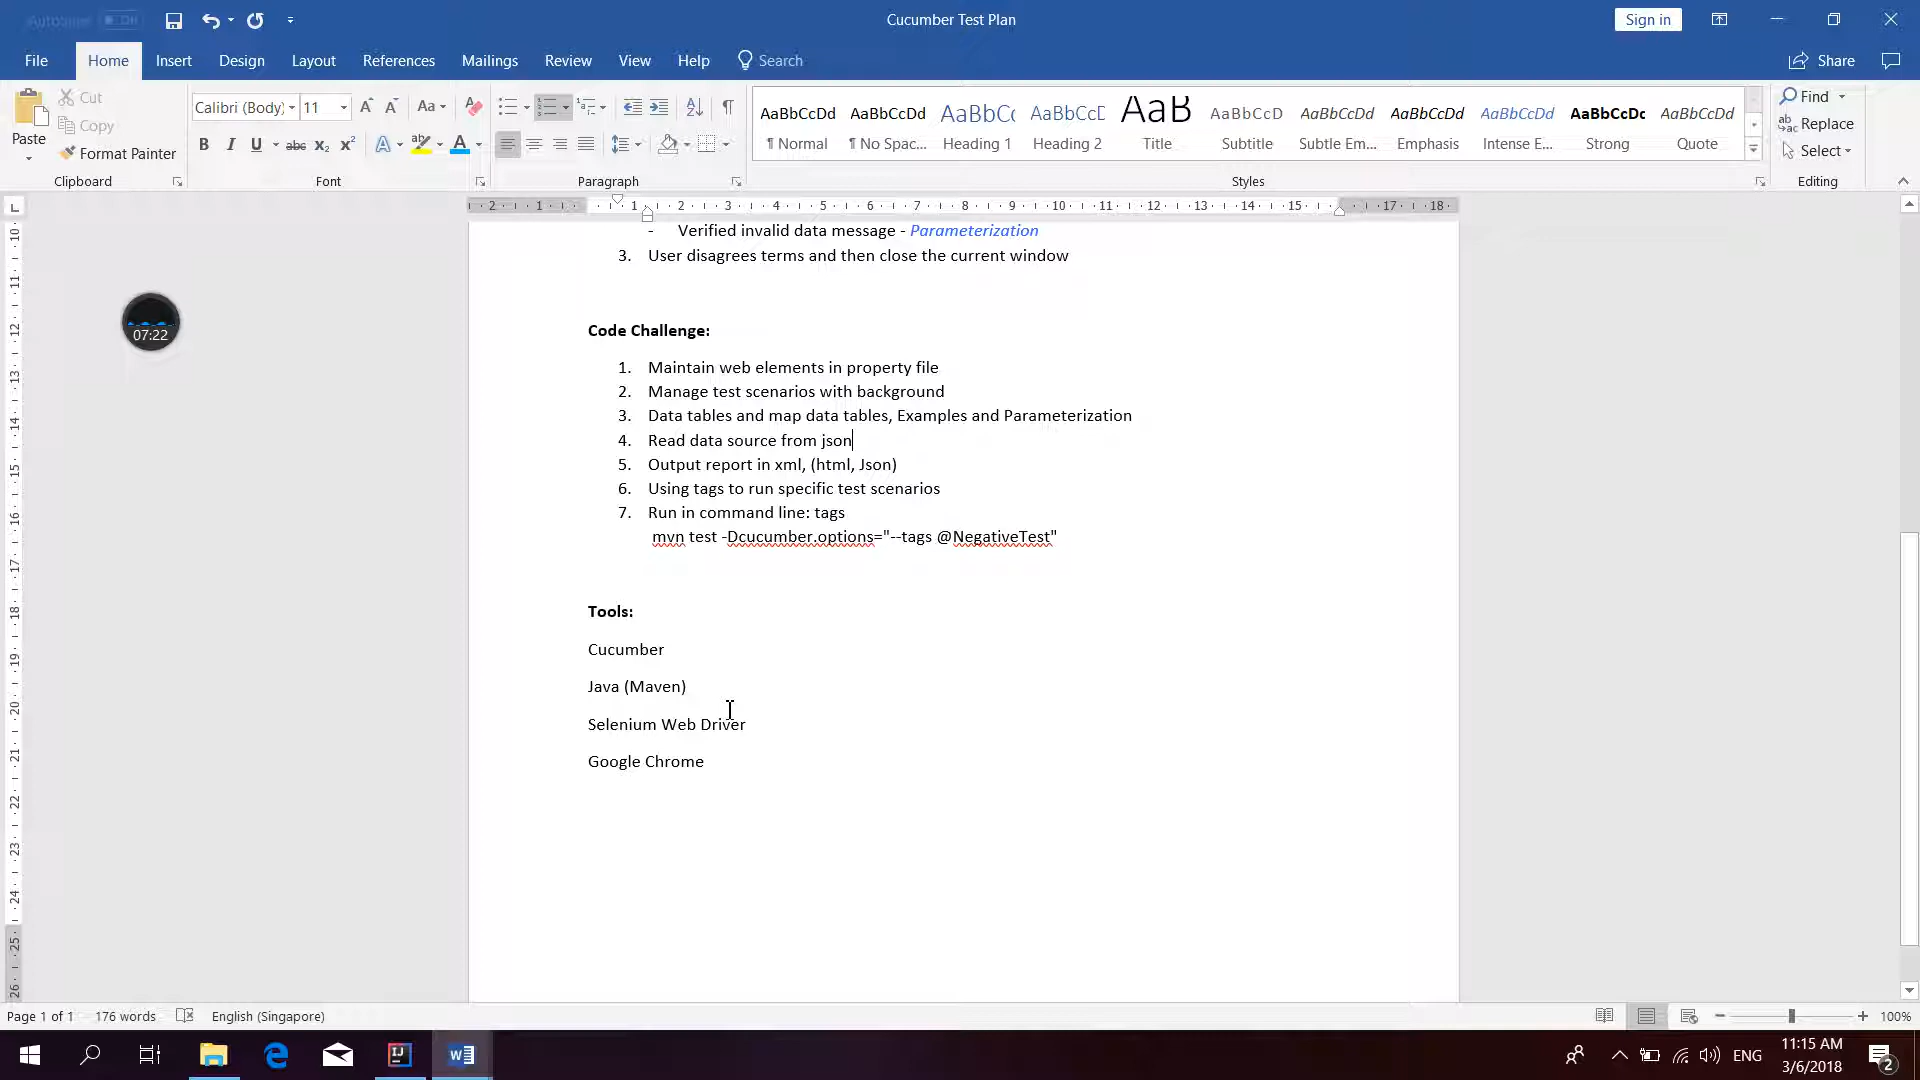 Cucumber Test Plan
Sign in
File Home Insert Design Layout References Mailings Review View Help Search Share
Paste
Cut
Copy
Format Painter
Clipboard
Calibri (Body) 11
Font
Paragraph
AaBbCcDd AaBbCcDd AaBbC AaBbCcD AaB AaBbCcD AaBbCcDd AaBbCcDd AaBbCcDd AaBbCcDc AaBbCcDd
¶ Normal ¶ No Spac... Heading 1 Heading 2 Title Subtitle Subtle Em... Emphasis Intense E... Strong Quote
Styles
Find
Replace
Select
Editing
- Verified invalid data message - Parameterization
3. User disagrees terms and then close the current window
07:22
Code Challenge:
1. Maintain web elements in property file
2. Manage test scenarios with background
3. Data tables and map data tables, Examples and Parameterization
4. Read data source from json
5. Output report in xml, (html, Json)
6. Using tags to run specific test scenarios
7. Run in command line: tags
mvn test -Dcucumber.options="--tags @NegativeTest"
Tools:
Cucumber
Java (Maven)
Selenium Web Driver
Google Chrome
Page 1 of 1 176 words English (Singapore) 100%
ENG
11:15 AM
3/6/2018
2